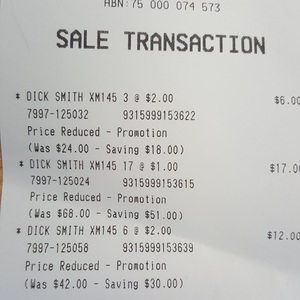 ABN:75 000 074 573
SALE TRANSACTION
* DICK SMITH XM145 3 @ $2.00 $6.00
7997-125032 9315999153622
Price Reduced - Promotion
(Was $24.00 - Saving $18.00)
* DICK SMITH XM145 17 @ $1.00 $17.00
7997-125024 9315999153615
Price Reduced - Promotion
(Was $68.00 - Saving $51.00)
* DICK SMITH XM145 6 @ $2.00 $12.00
7997-125058 9315999153639
Price Reduced - Promotion
(Was $42.00 - Saving $30.00)